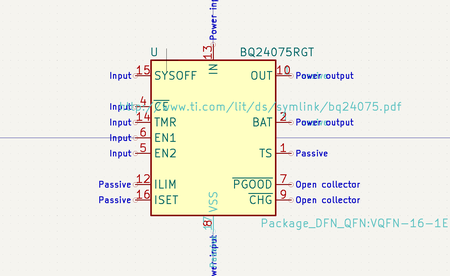 Power in
U
BQ24075RGT
13
IN
Input 15 SYSOFF OUT 10 Power output
Input 4 CE http://www.ti.com/lit/ds/symlink/bq24075.pdf
Input 14 TMR BAT 2 Power output
Input 6 EN1
Input 5 EN2 TS 1 Passive
Passive 12 ILIM PGOOD 7 Open collector
Passive 16 ISET CHG 9 Open collector
VSS
8
Package_DFN_QFN:VQFN-16-1E
wer input